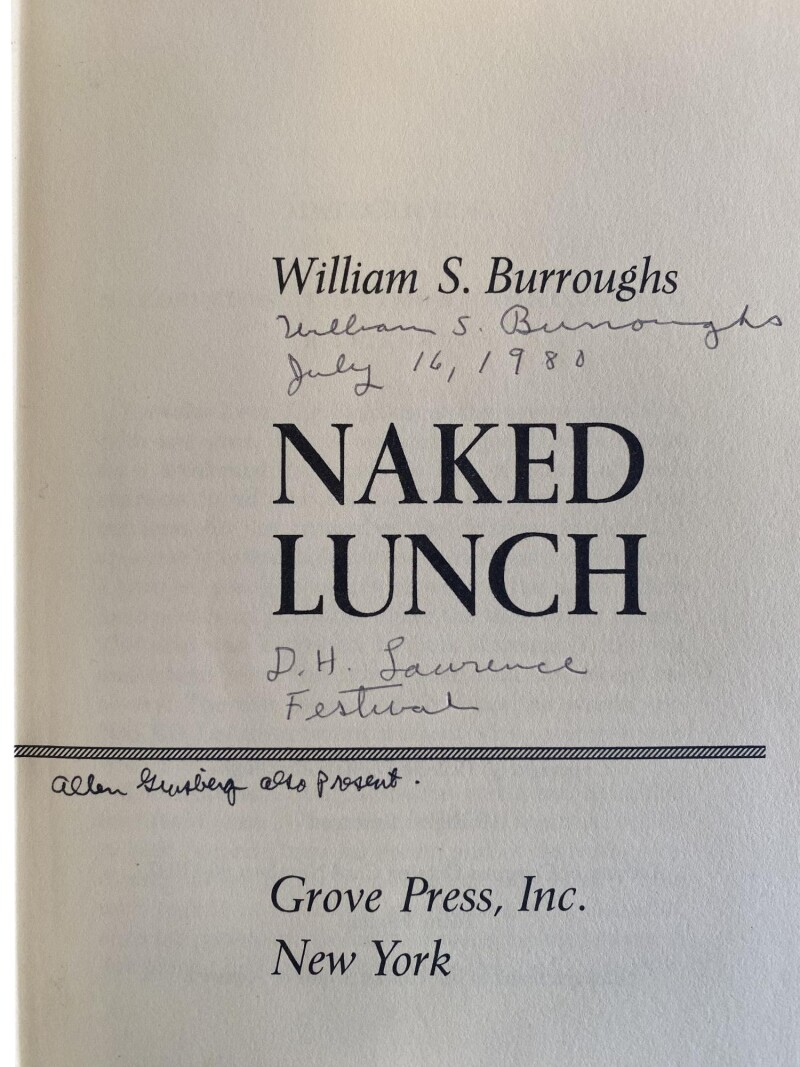 William S. Burroughs
William S. Burroughs
July 16, 1980
NAKED
LUNCH
D.H. Lawrence
Festival
Allen Ginsberg also present.
Grove Press, Inc.
New York